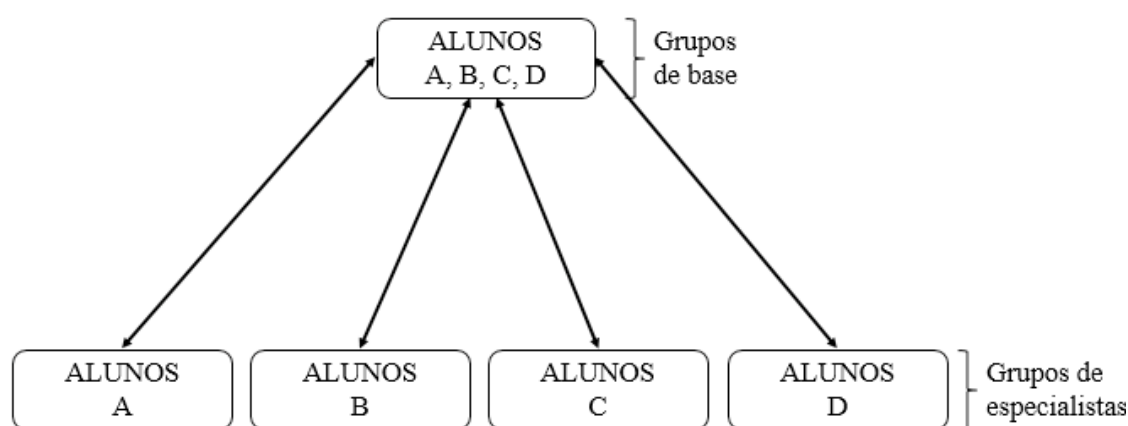 ALUNOS
A, B, C, D
Grupos
de base
ALUNOS
A
ALUNOS
B
ALUNOS
C
ALUNOS
D
Grupos de
especialistas